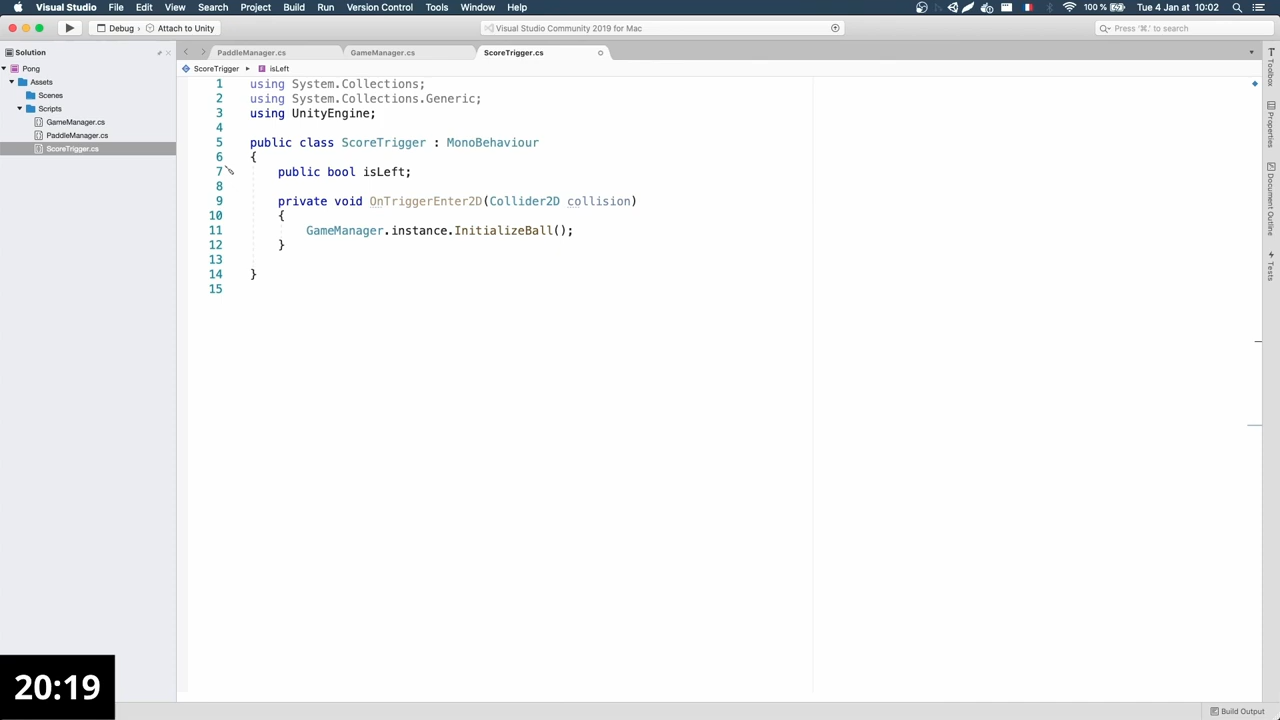 Visual Studio File Edit View Search Project Build Run Version Control Tools Window Help 100 % Tue 4 Jan at 10:02
Debug › Attach to Unity Visual Studio Community 2019 for Mac Press '⌘.' to search
Solution PaddleManager.cs GameManager.cs ScoreTrigger.cs
ScoreTrigger ▸ isLeft
Pong
Assets
Scenes
Scripts
GameManager.cs
PaddleManager.cs
ScoreTrigger.cs
1 using System.Collections;
2 using System.Collections.Generic;
3 using UnityEngine;
4
5 public class ScoreTrigger : MonoBehaviour
6 {
7 public bool isLeft;
8
9 private void OnTriggerEnter2D(Collider2D collision)
10 {
11 GameManager.instance.InitializeBall();
12 }
13
14 }
15
Toolbox
Properties
Document Outline
Tests
20:19
Build Output